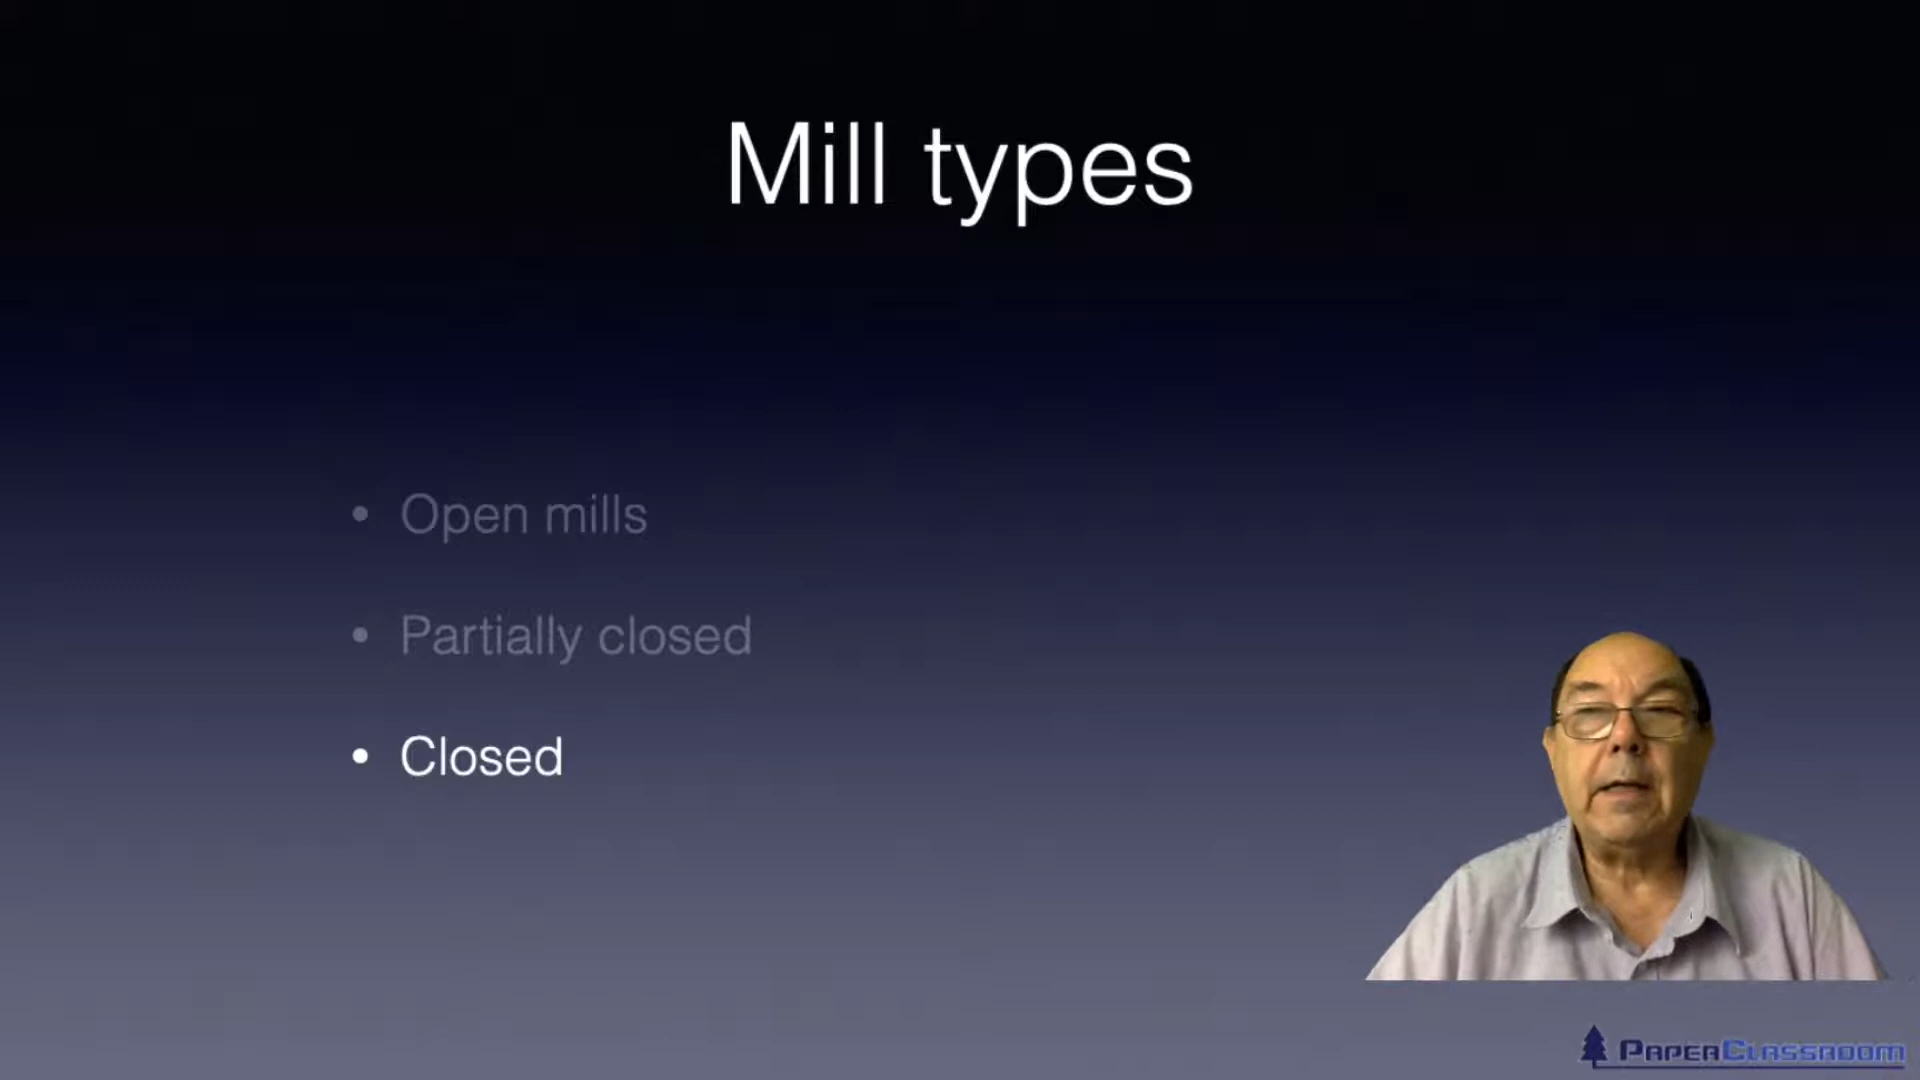 Mill types
• Open mills
• Partially closed
• Closed
PAPERCLASSROOM